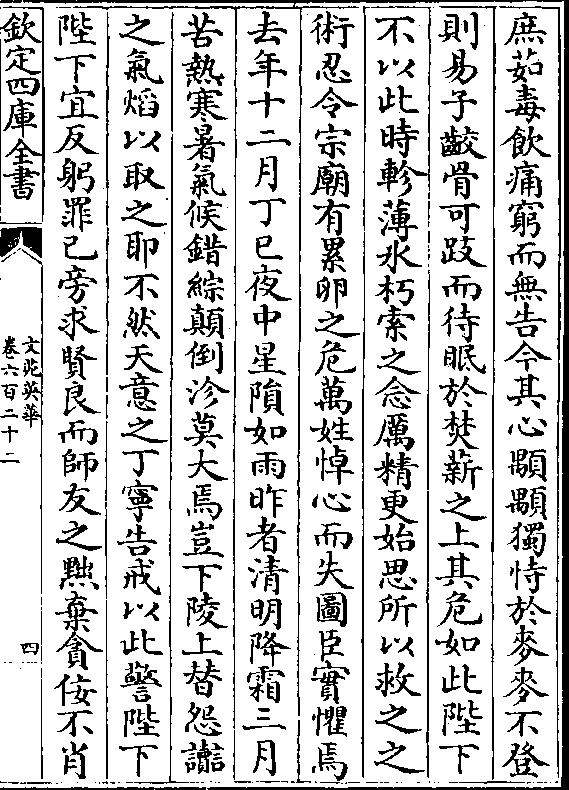 庶茹毒飲痛窮而無告今其心顒顒獨恃於麥麥不登
則易子齩骨可跂而待眠於焚薪之上其危如此陛下
不以此時軫薄氷朽索之念厲精更始思所以救之之
術忍令宗廟有累卵之危萬姓悼心而失圖臣實懼焉
去年十二月丁巳夜中星隕如雨昨者清明降霜三月
苦熱寒暑氣候錯綜顛倒沴莫大焉豈下陵上替怨讟
之氣熖以取之耶不然天意之丁寧告戒以此警陛下
陛下宜反躬罪己旁求賢良而師友之黜棄貪佞不肖
欽定四庫全書
文苑英華
卷六百二十二
四